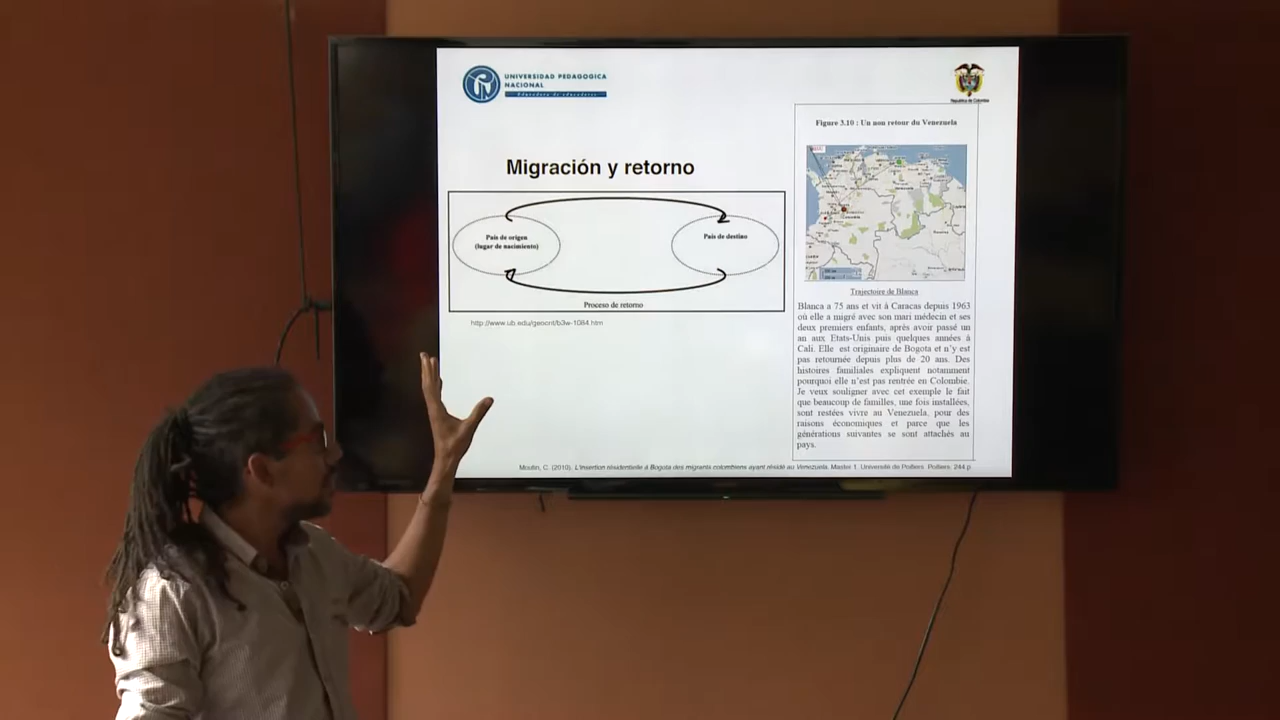 UNIVERSIDAD PEDAGOGICA
NACIONAL
Educadora de educadores
República de Colombia
Migración y retorno
País de origen
(lugar de nacimiento)
País de destino
Proceso de retorno
http://www.ub.edu/geocrit/b3w-1084.htm
Figure 3.10 : Un non retour du Venezuela
Trajectoire de Blanca
Blanca a 75 ans et vit à Caracas depuis 1963
où elle a migré avec son mari médecin et ses
deux premiers enfants, après avoir passé un
an aux Etats-Unis puis quelques années à
Cali. Elle est originaire de Bogota et n'y est
pas retournée depuis plus de 20 ans. Des
histoires familiales expliquent notamment
pourquoi elle n'est pas rentrée en Colombie.
Je veux souligner avec cet exemple le fait
que beaucoup de familles, une fois installées,
sont restées vivre au Venezuela, pour des
raisons économiques et parce que les
générations suivantes se sont attachés au
pays.
Moutin, C. (2010). L'insertion résidentielle à Bogota des migrants colombiens ayant résidé au Venezuela. Master 1. Université de Poitiers. Poitiers. 244 p.